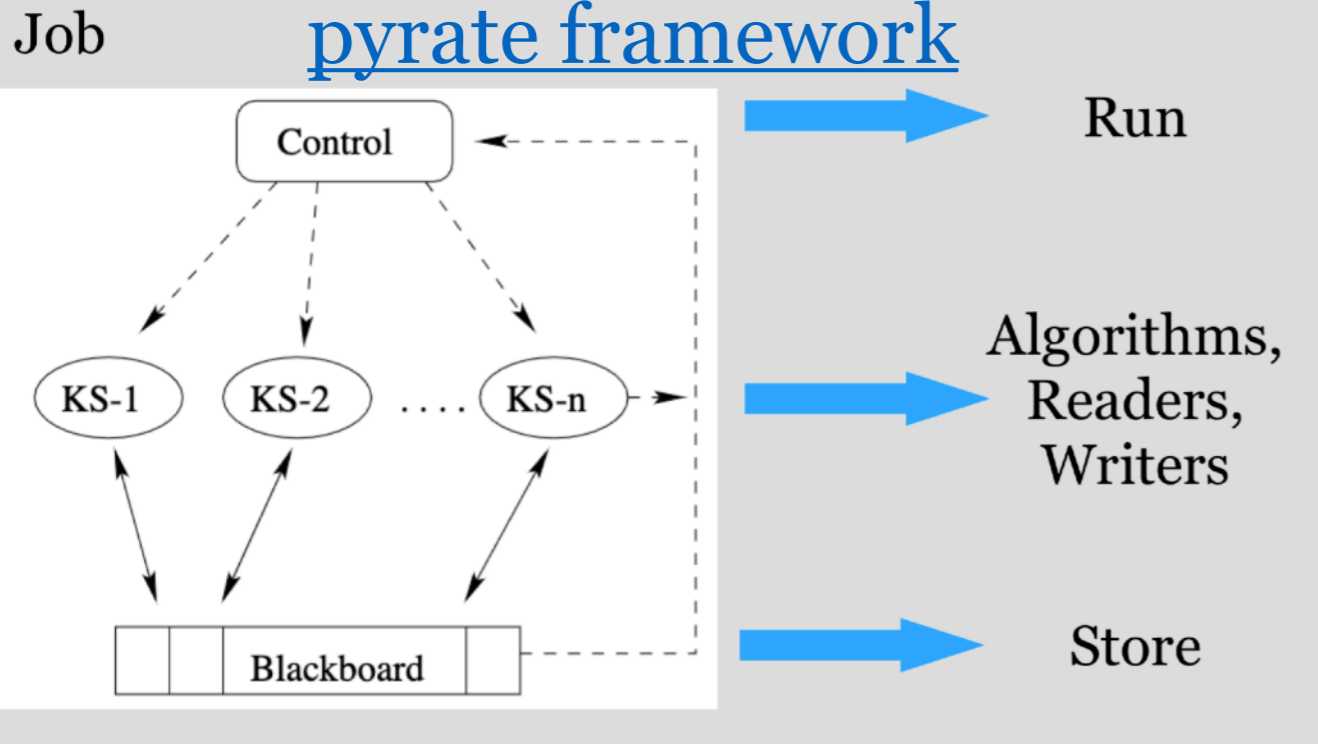 Job
pyrate framework
Control
Run
KS-1
KS-2
....
KS-n
Algorithms,
Readers,
Writers
Blackboard
Store